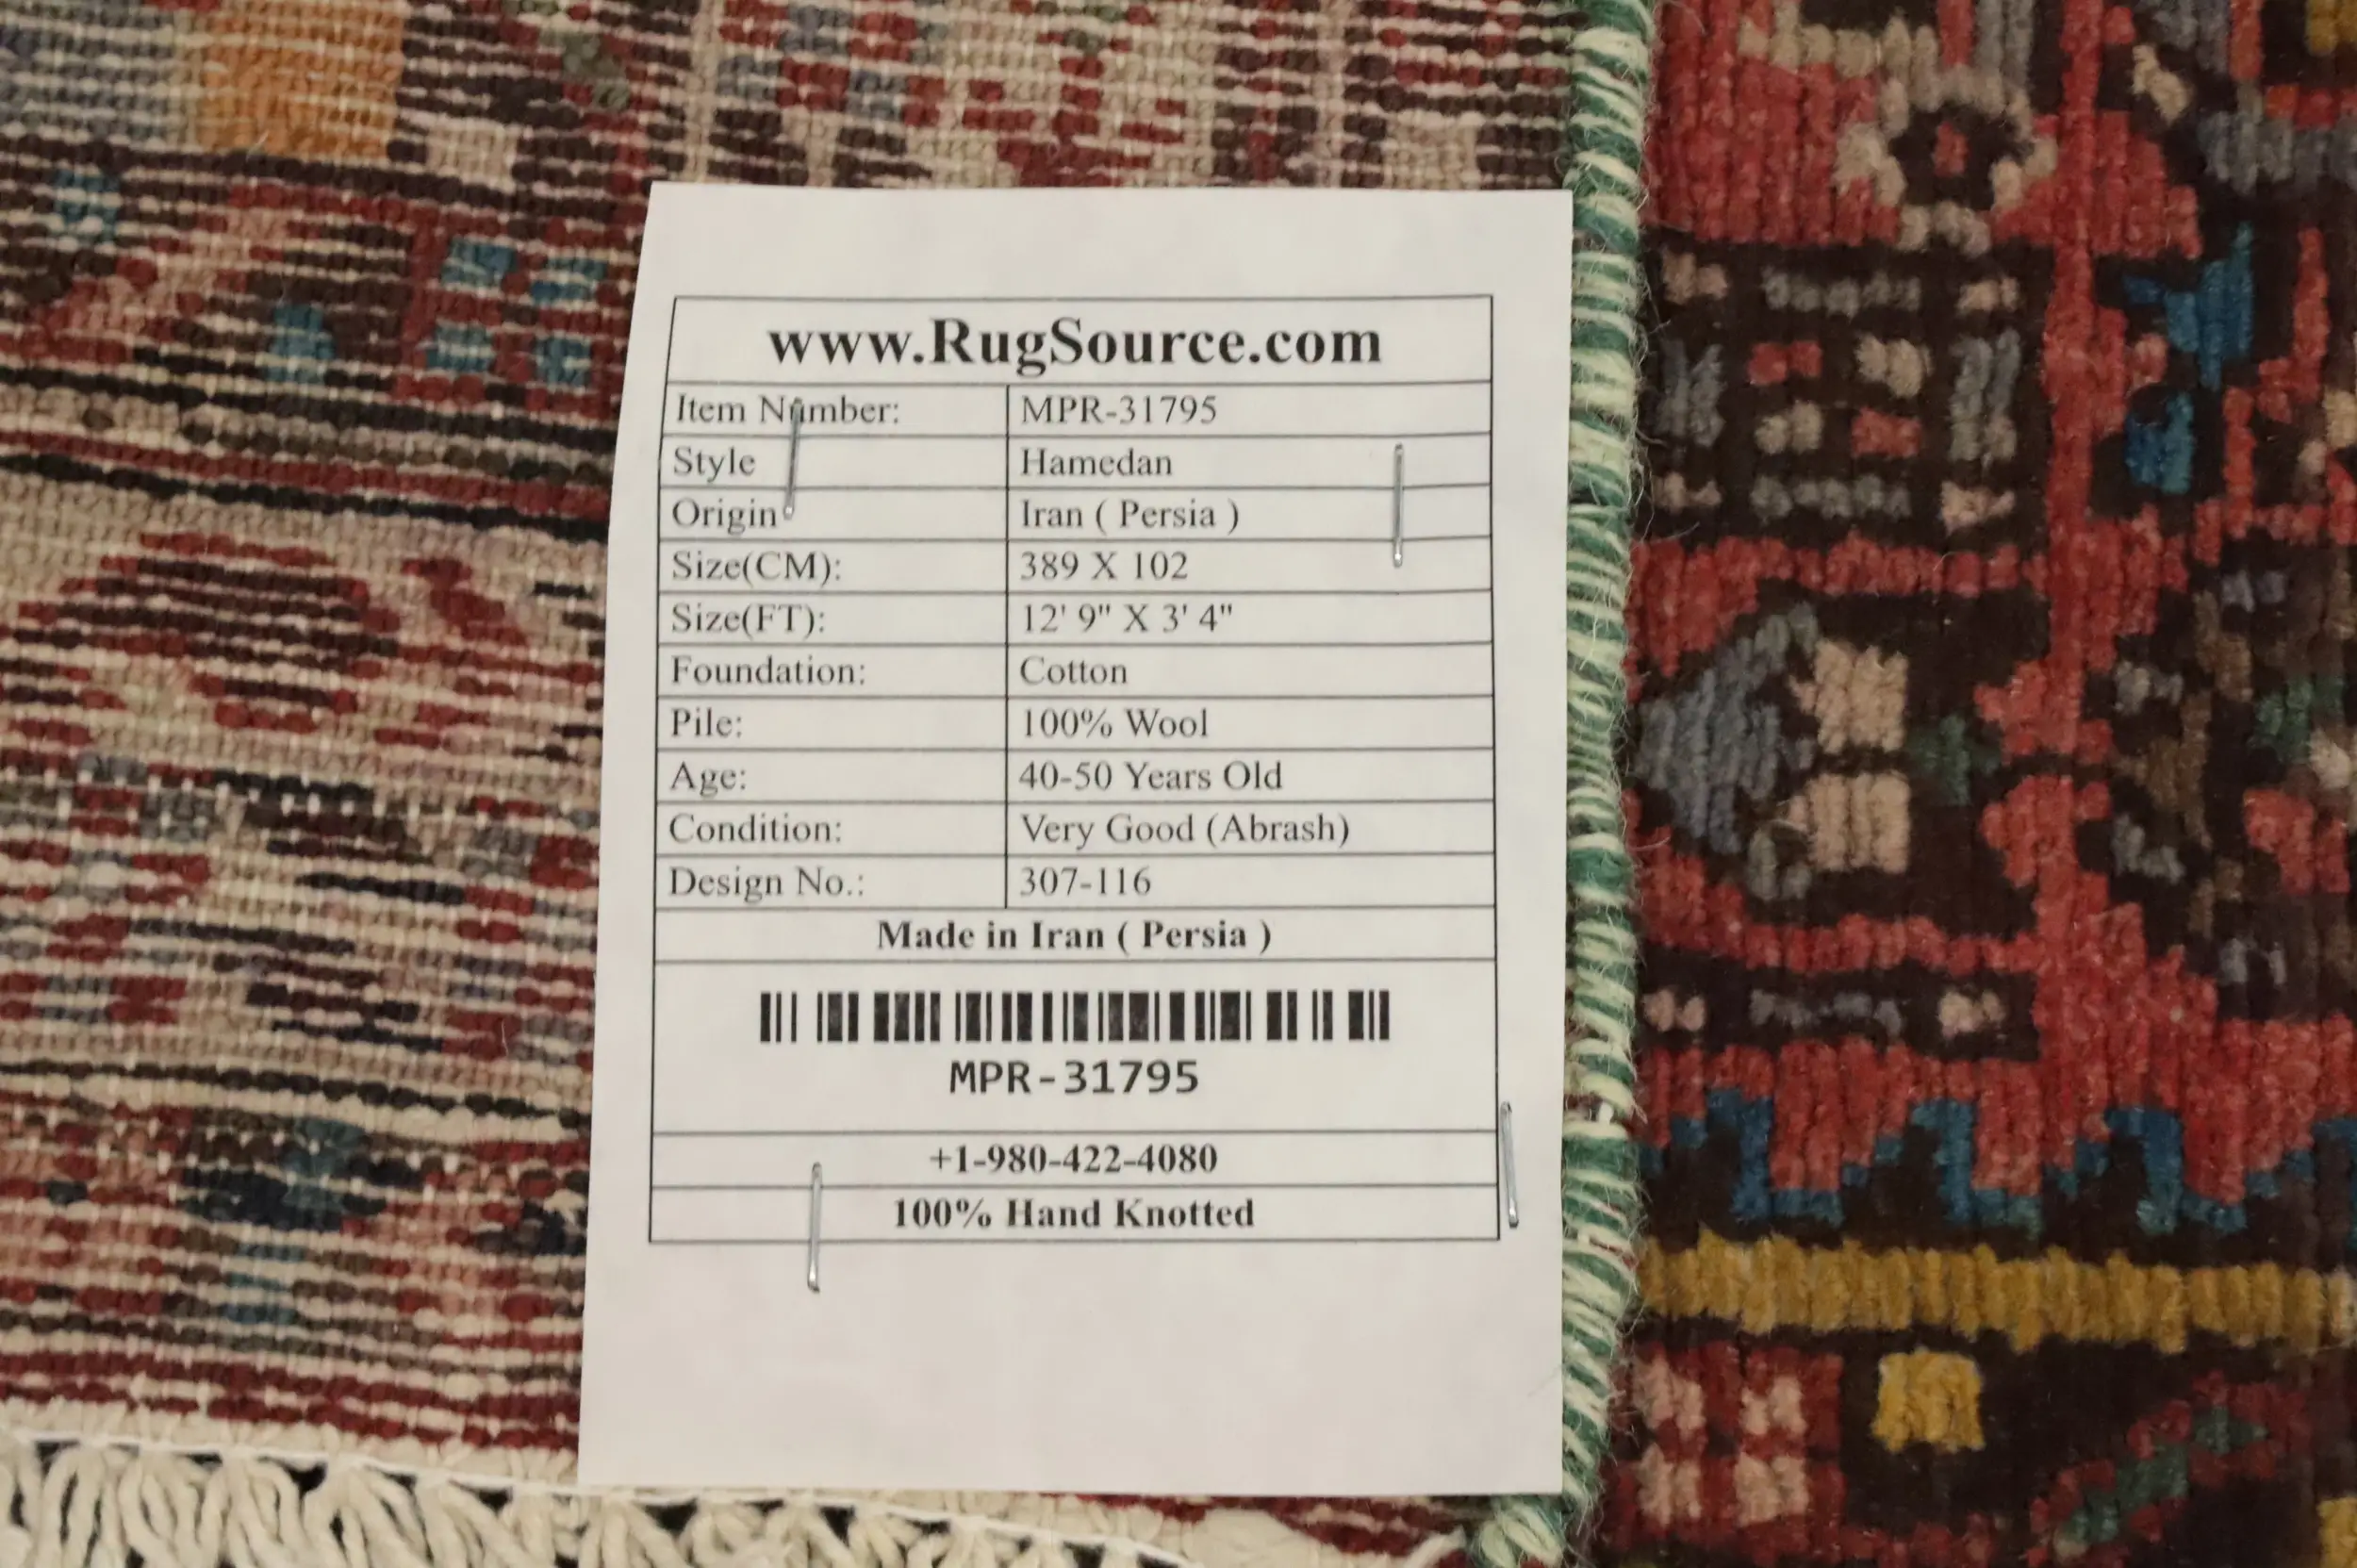 www.RugSource.com
Item Number: MPR-31795
Style Hamedan
Origin Iran ( Persia )
Size(CM): 389 X 102
Size(FT): 12' 9" X 3' 4"
Foundation: Cotton
Pile: 100% Wool
Age: 40-50 Years Old
Condition: Very Good (Abrash)
Design No.: 307-116
Made in Iran ( Persia )
MPR-31795
+1-980-422-4080
100% Hand Knotted